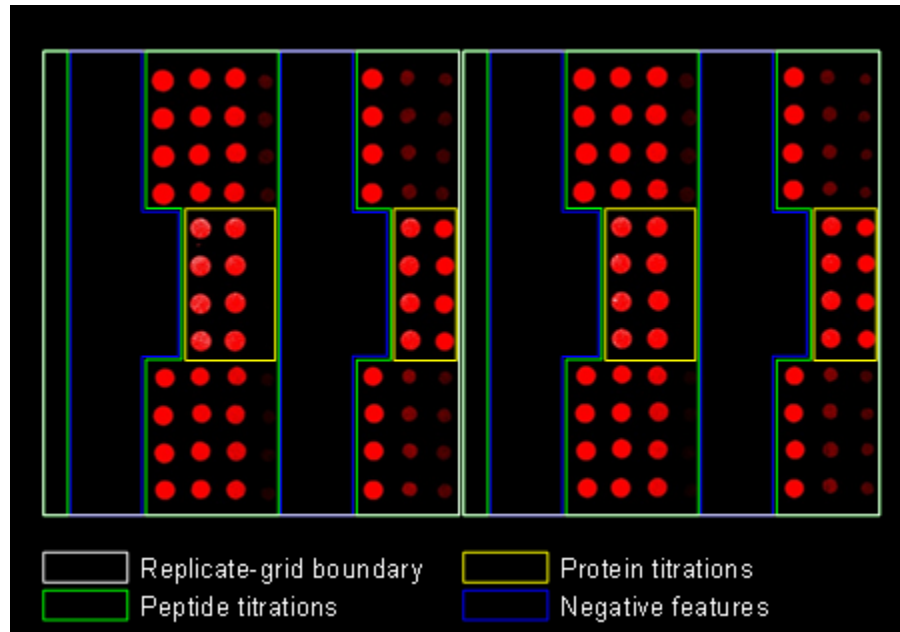 Replicate-grid boundary
Protein titrations
Peptide titrations
Negative features